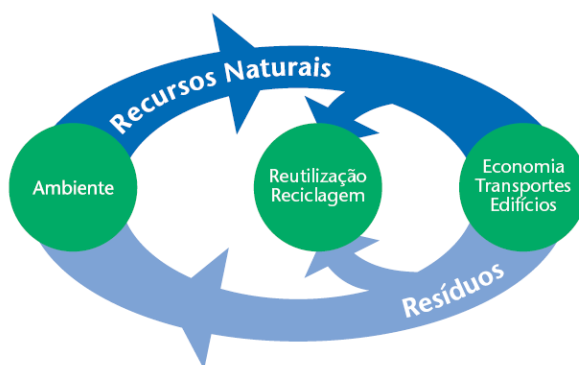 Recursos Naturais
Ambiente
Reutilização
Reciclagem
Economia
Transportes
Edifícios
Resíduos